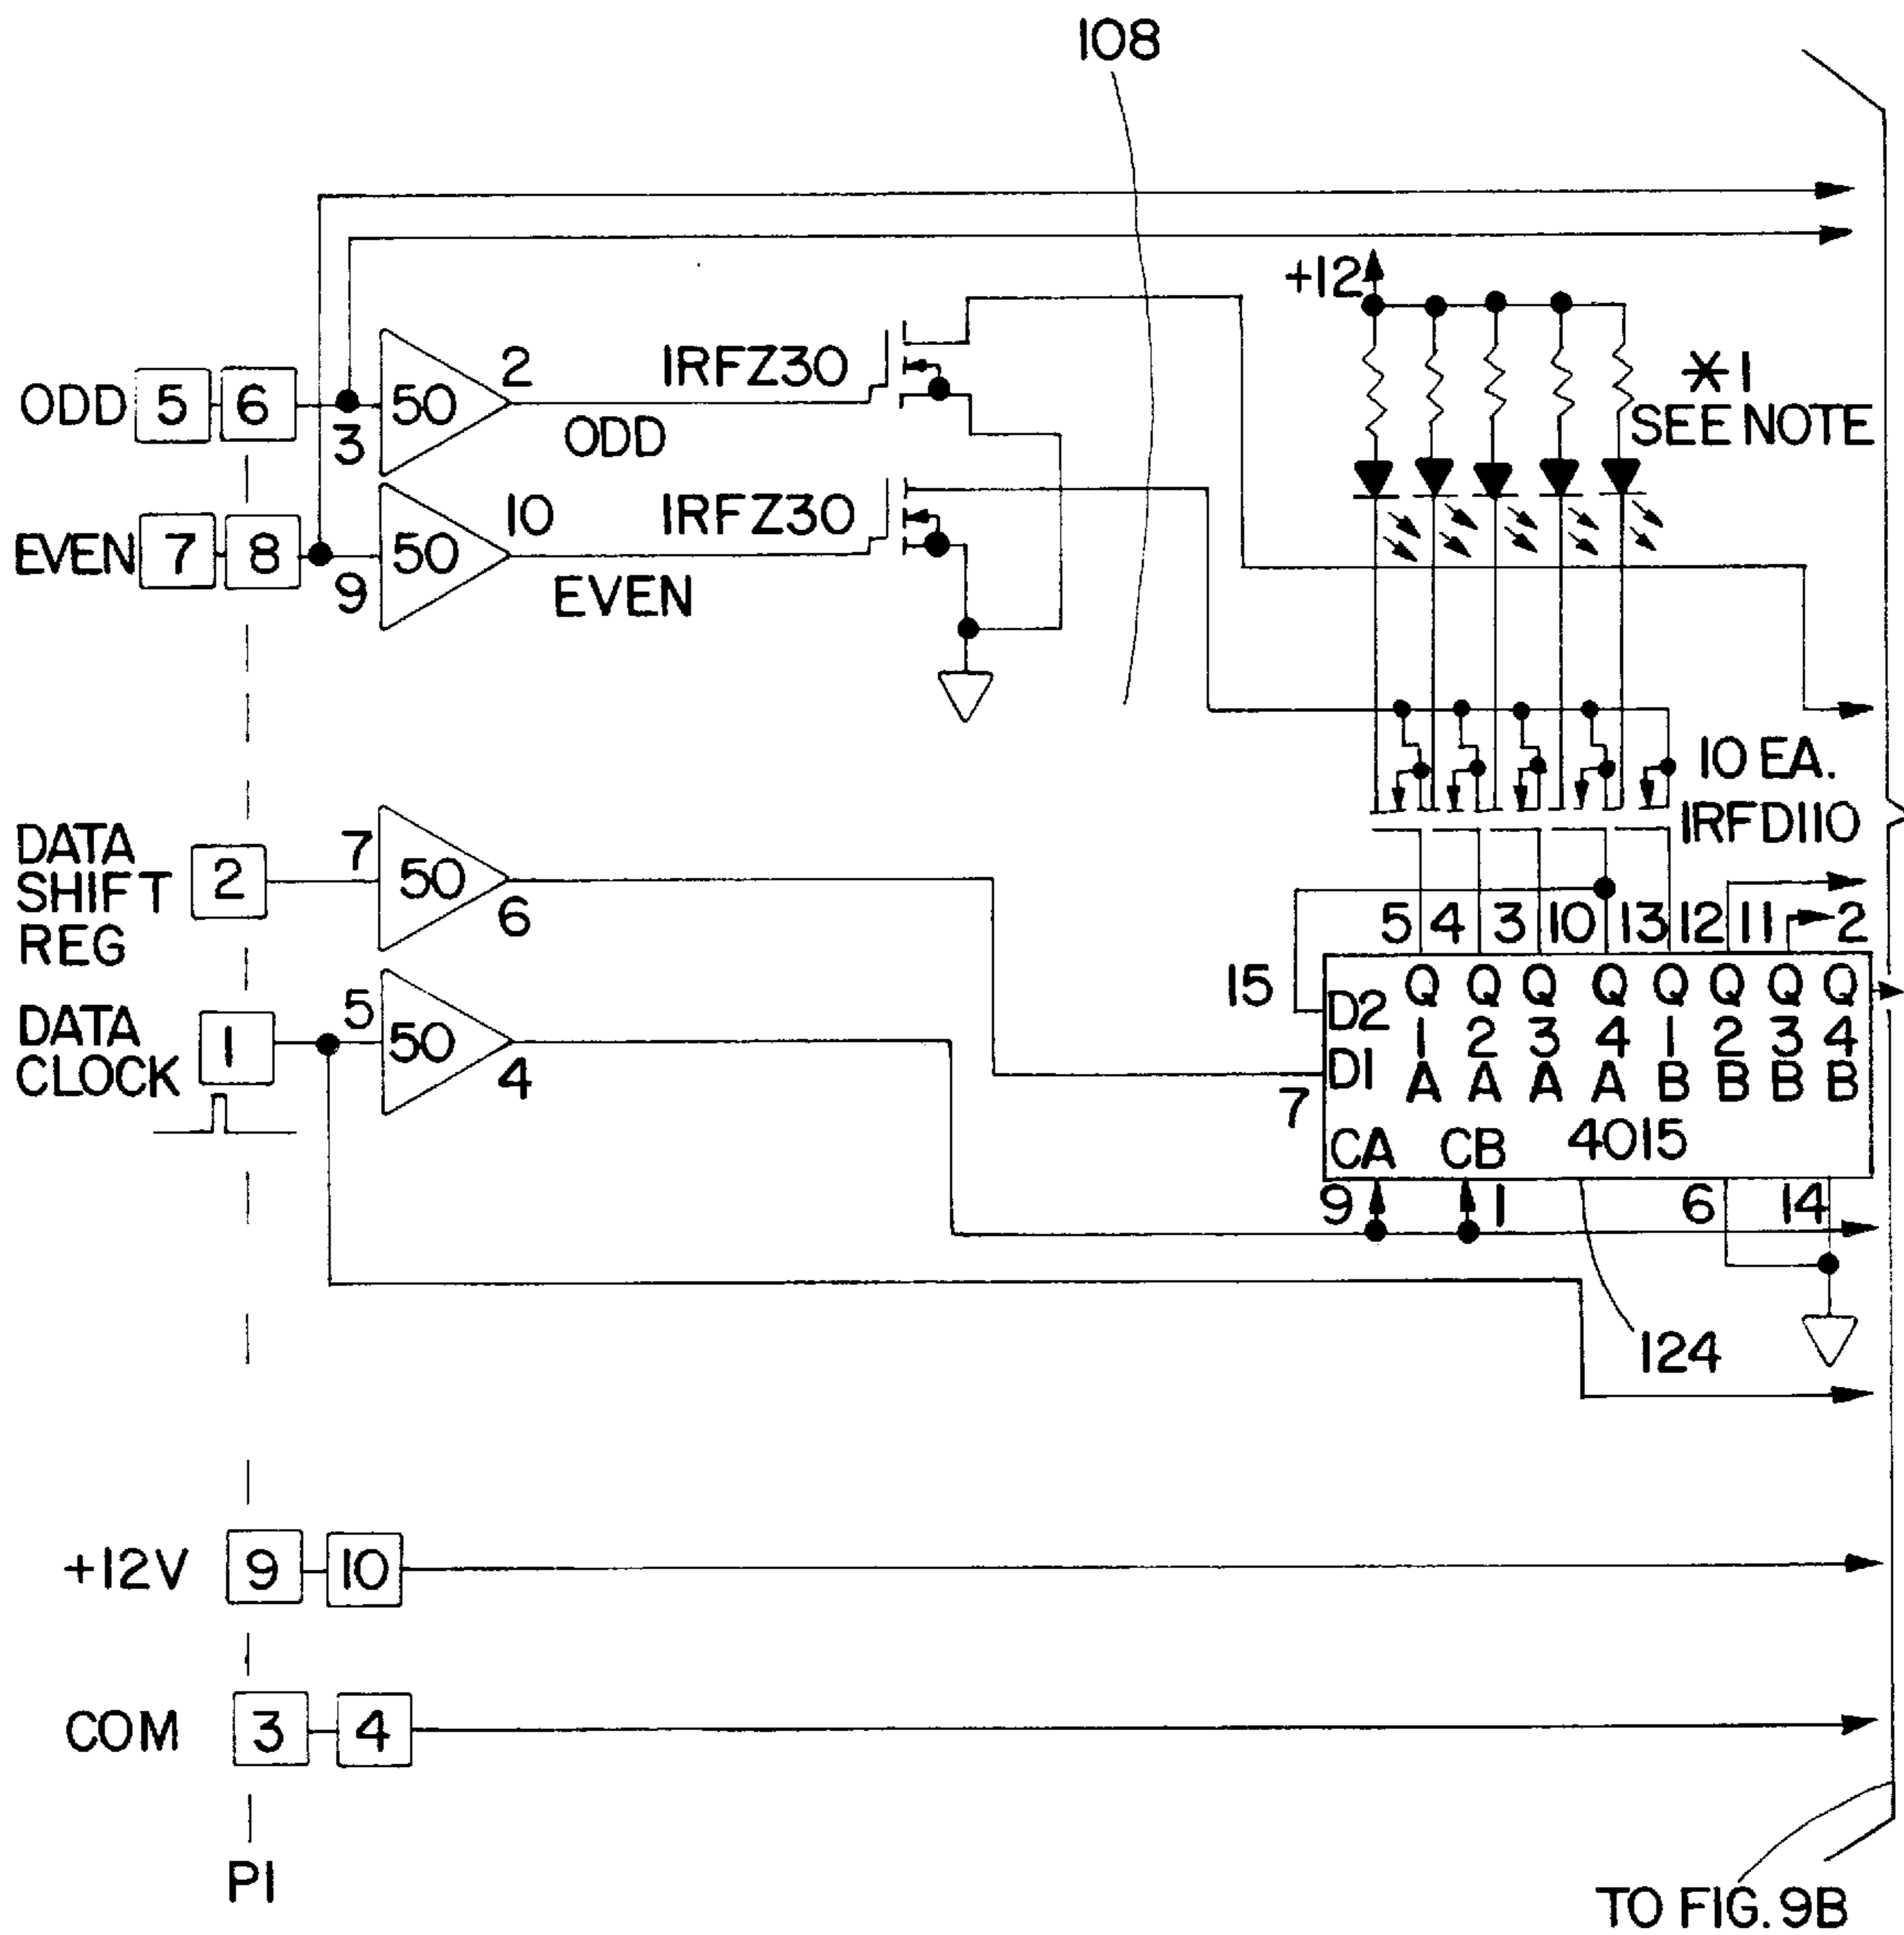 108
+12
*1
SEE NOTE
ODD 5 6
3
50
2
ODD
IRFZ30
EVEN 7 8
9
50
10
EVEN
IRFZ30
10 EA.
IRFD110
DATA
SHIFT
REG
2
7
50
6
DATA
CLOCK
1
5
50
4
5 4 3 10 13 12 11 2
15
D2
D1
7
Q Q Q Q Q Q Q Q
1 2 3 4 1 2 3 4
A A A A B B B B
CA CB 4015
9 1 6 14
124
+12V 9 10
COM 3 4
P1
TO FIG. 9B